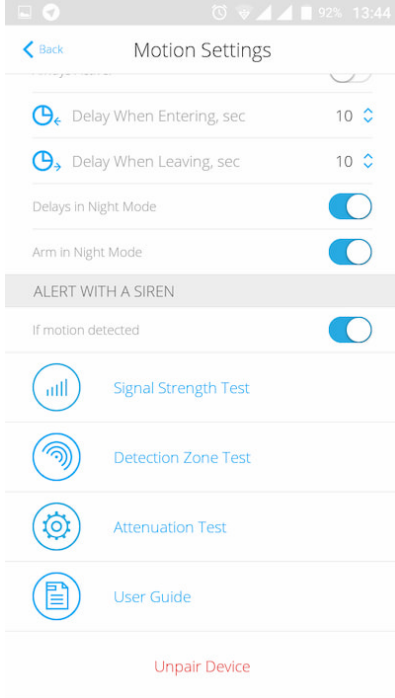 92% 13:44
Back Motion Settings
Delay When Entering, sec 10
Delay When Leaving, sec 10
Delays in Night Mode
Arm in Night Mode
ALERT WITH A SIREN
If motion detected
Signal Strength Test
Detection Zone Test
Attenuation Test
User Guide
Unpair Device